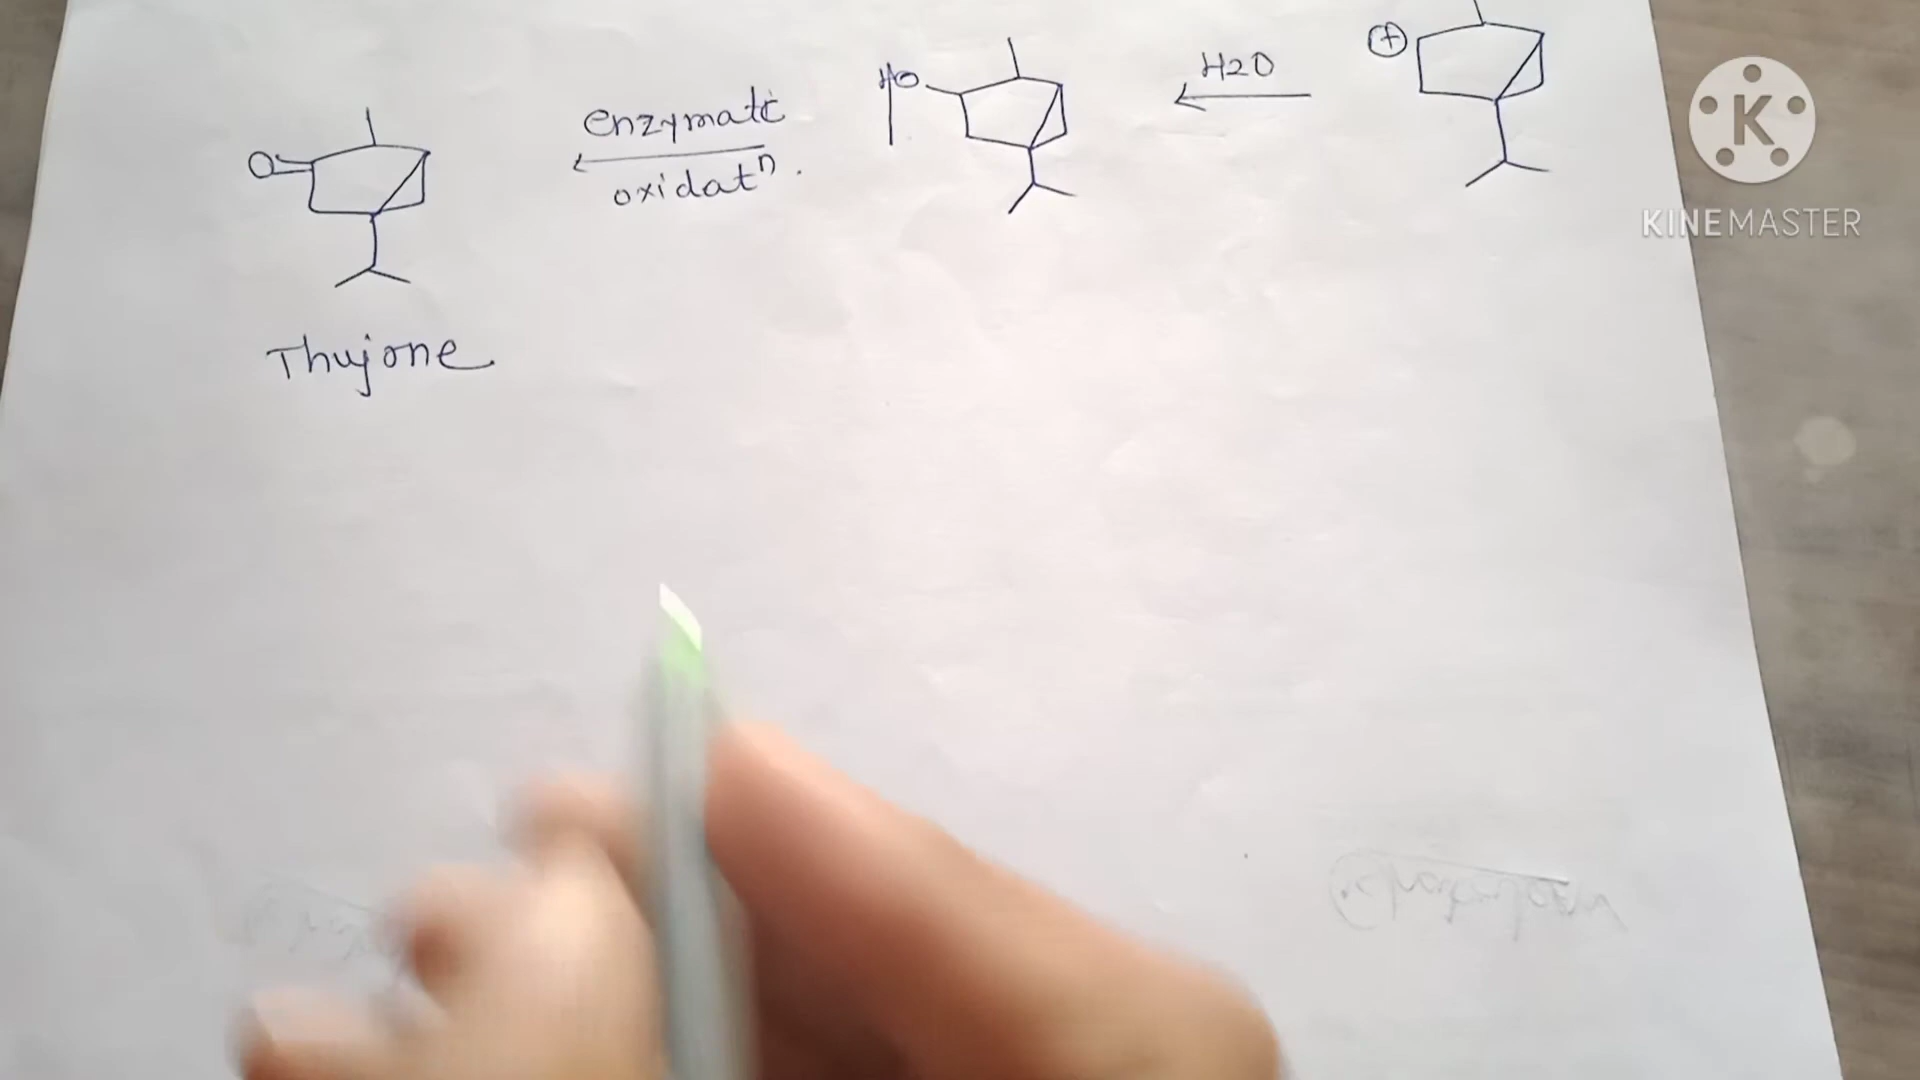 H2O
⊕
HO
enzymatic
oxidatⁿ.
O
Thujone
K
KINEMASTER